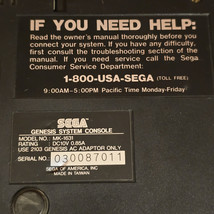 IF YOU NEED HELP:
Read the owner's manual thoroughly before you
connect your system. If you have any difficulty,
first consult the troubleshooting section of the
manual. If you still need help call the Sega
Consumer Service Department:
1-800-USA-SEGA (TOLL FREE)
9:00AM–5:00PM Pacific Time Monday-Friday
SEGA
GENESIS SYSTEM CONSOLE
MODEL: MK-1631
RATING: DC10V, 0.85A
USE 2103 GENESIS AC ADAPTOR ONLY
SERIAL NO.: 030087011
SEGA OF AMERICA, INC.
MADE IN TAIWAN